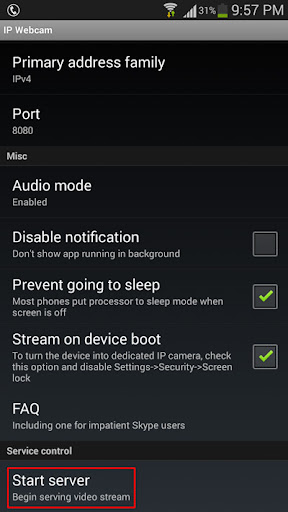 31% 9:57 PM
IP Webcam
Primary address family
IPv4
Port
8080
Misc
Audio mode
Enabled
Disable notification
Don't show app running in background
Prevent going to sleep
Most phones put processor to sleep mode when
screen is off
Stream on device boot
To turn the device into dedicated IP camera, check
this option and disable Settings->Security->Screen
lock
FAQ
Including one for impatient Skype users
Service control
Start server
Begin serving video stream